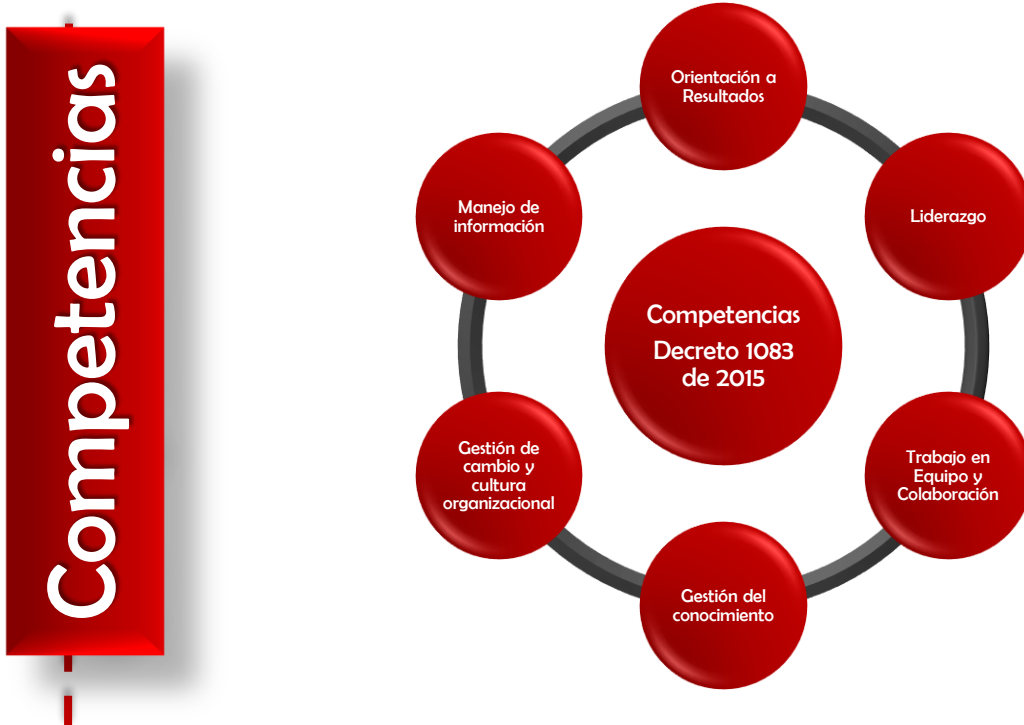 Competencias
Orientación a
Resultados
Liderazgo
Trabajo en
Equipo y
Colaboración
Gestión del
conocimiento
Gestión de
cambio y
cultura
organizacional
Manejo de
información
Competencias
Decreto 1083
de 2015